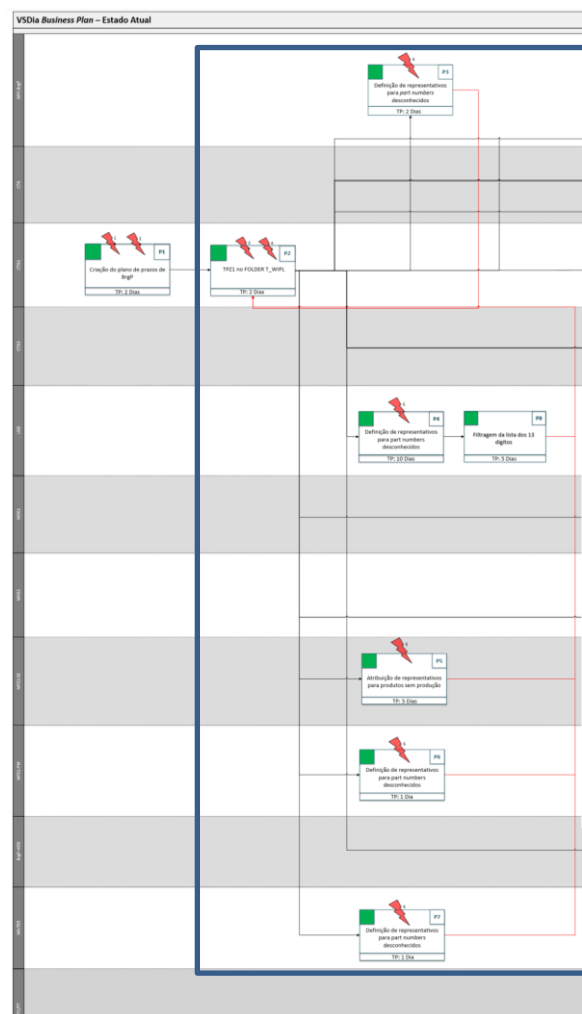 VSDia Business Plan – Estado Atual
P3
Definição de representativos
para part numbers
desconhecidos
TP: 2 Dias
P1
Criação do plano de prazos de
BrgP
TP: 2 Dias
P2
TPZ1 no FOLDER T_WIPL
TP: 2 Dias
Definição de representativos
para part numbers
desconhecidos
TP: 10 Dias
P8
Filtragem da lista dos 13
dígitos
TP: 5 Dias
P5
Atribuição de representativos
para produtos sem produção
TP: 5 Dias
P6
Definição de representativos
para part numbers
desconhecidos
TP: 1 Dia
P7
Definição de representativos
para part numbers
desconhecidos
TP: 1 Dia